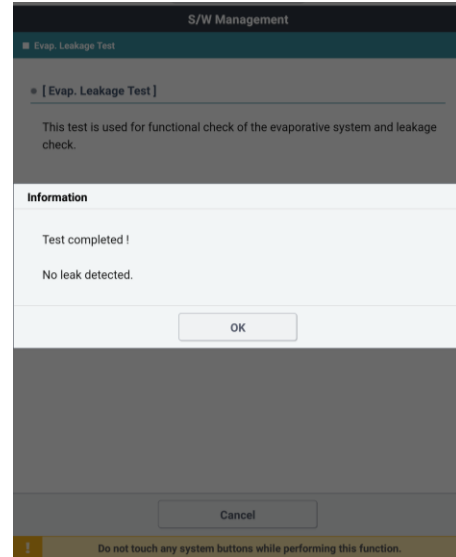 S/W Management
Evap. Leakage Test
[ Evap. Leakage Test ]
This test is used for functional check of the evaporative system and leakage
check.
Information
Test completed !
No leak detected.
OK
Cancel
! Do not touch any system buttons while performing this function.